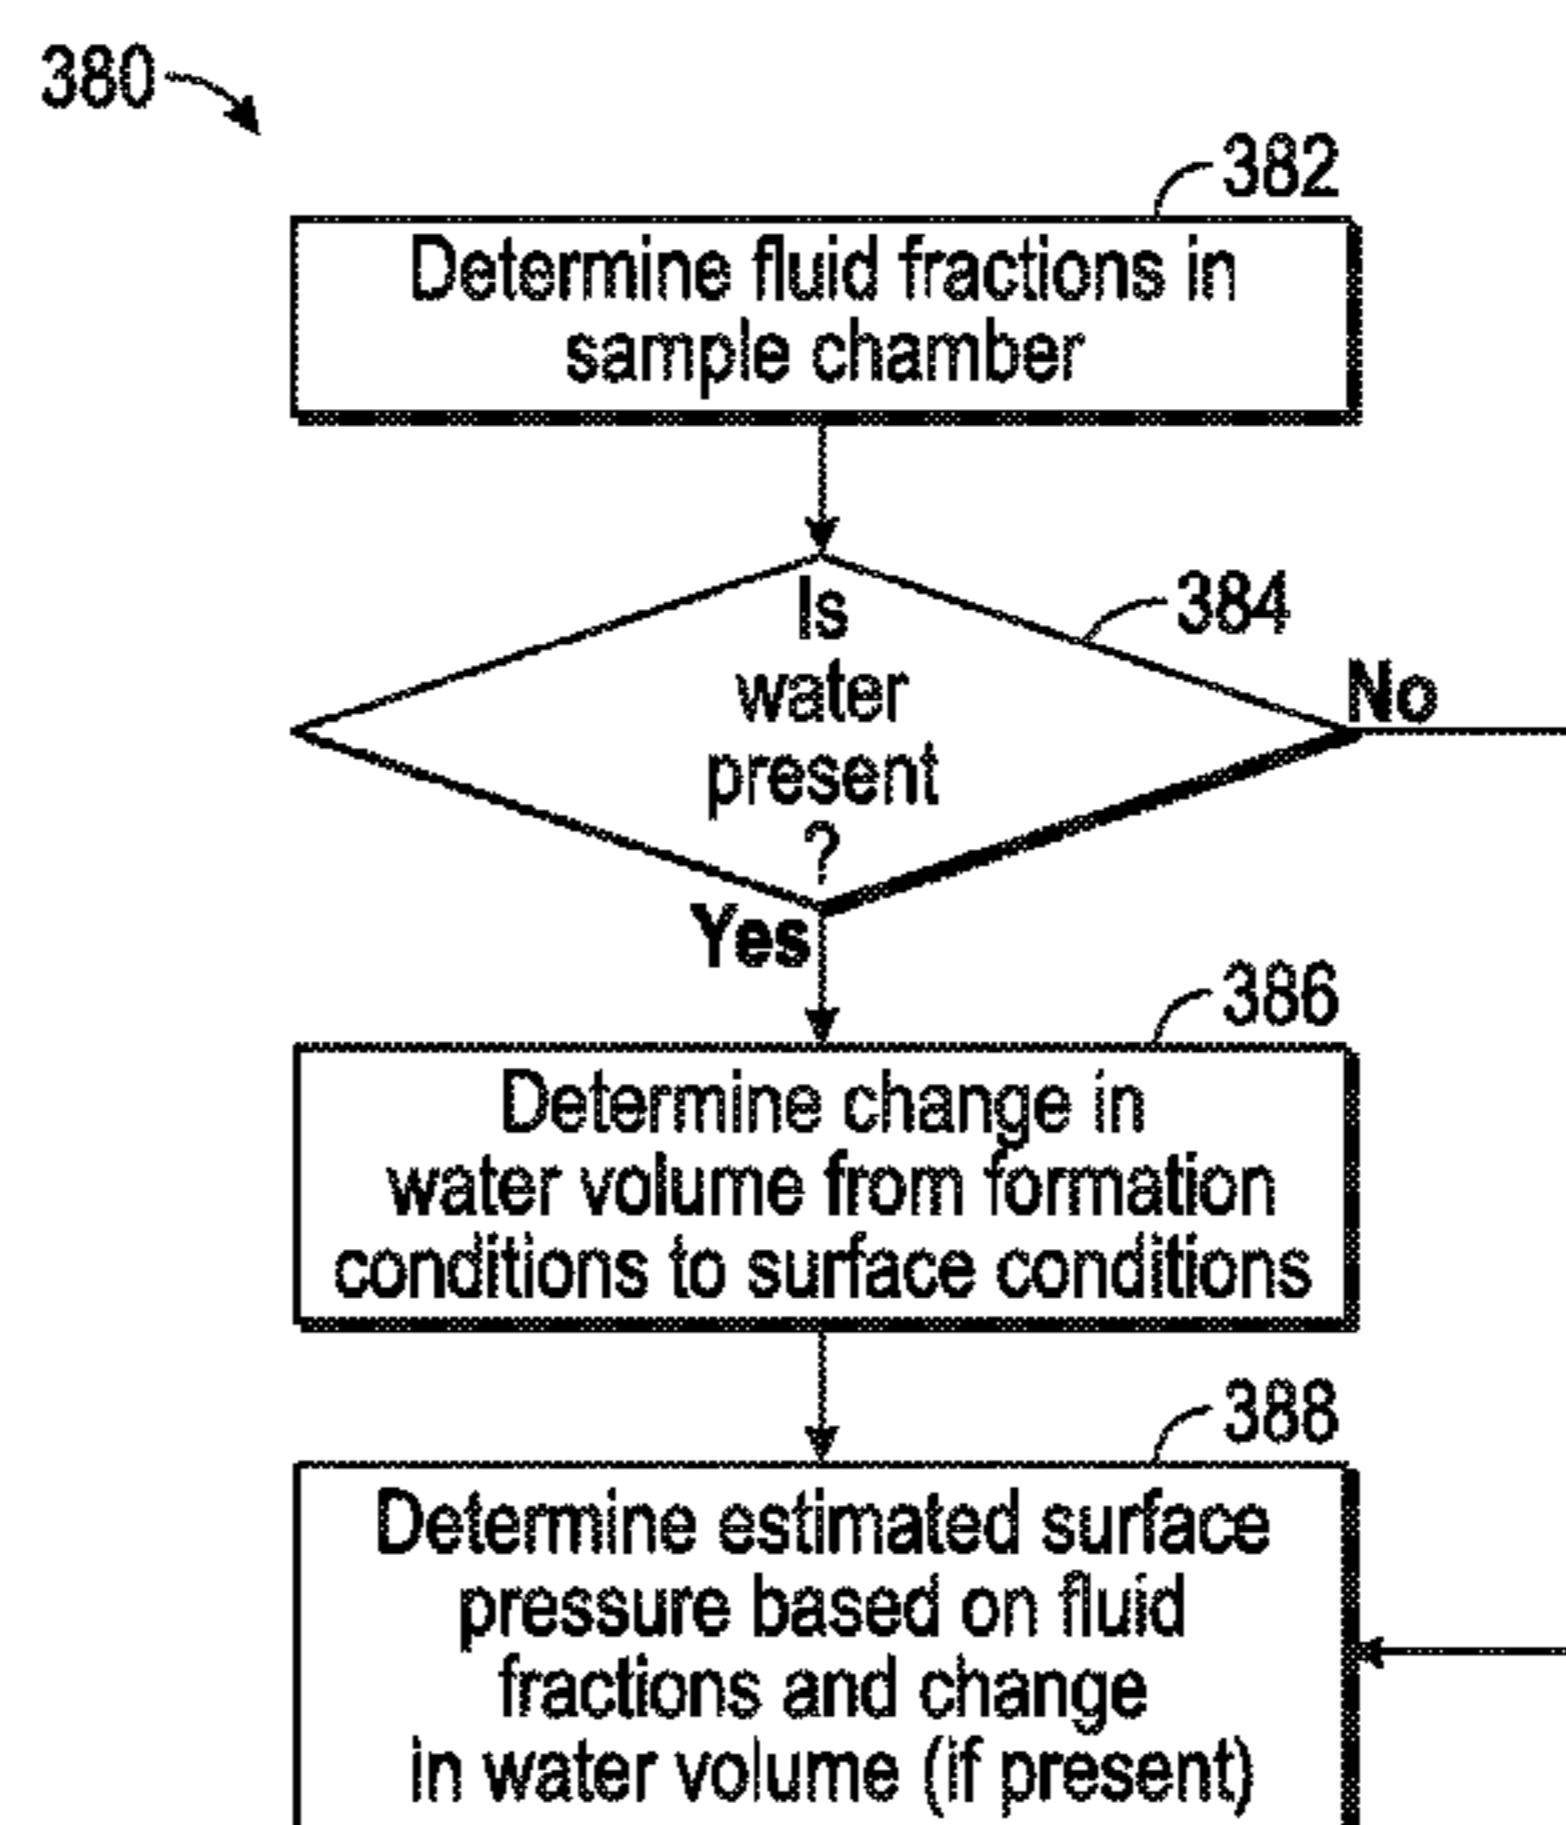 380
382
Determine fluid fractions in
sample chamber
384
Is
water
present
?
No
Yes
386
Determine change in
water volume from formation
conditions to surface conditions
388
Determine estimated surface
pressure based on fluid
fractions and change
in water volume (if present)